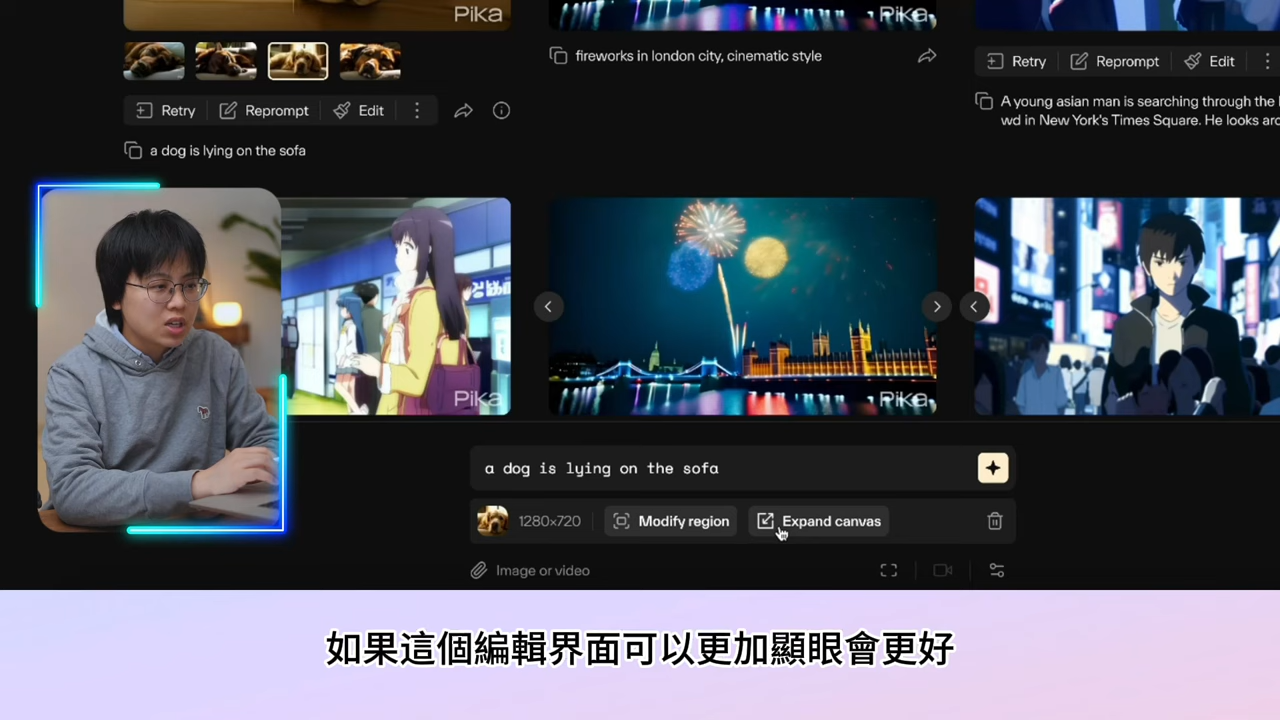 Pika
Pika
fireworks in london city, cinematic style
Retry
Reprompt
Edit
Retry
Reprompt
Edit
A young asian man is searching through the
wd in New York's Times Square. He looks
a dog is lying on the sofa
Pika
Pika
a dog is lying on the sofa
1280×720
Modify region
Expand canvas
Image or video
如果這個編輯界面可以更加顯眼會更好